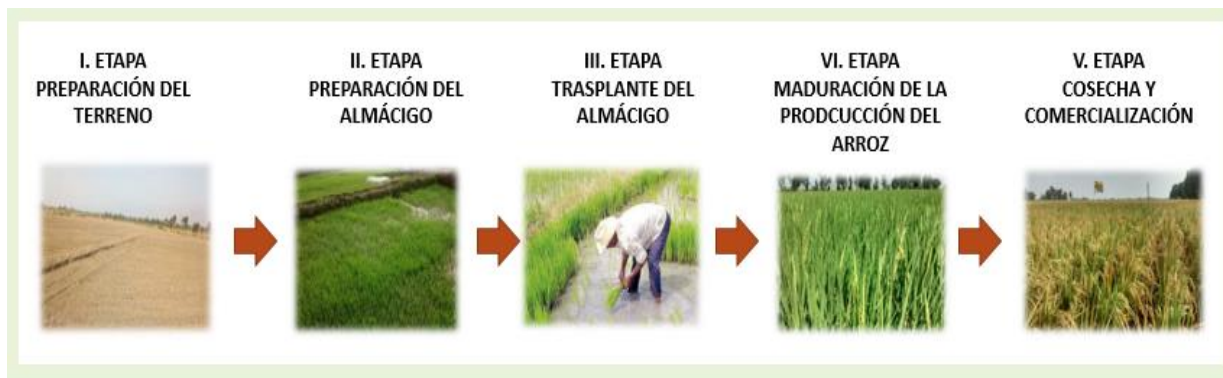 I. ETAPA
PREPARACIÓN DEL
TERRENO
II. ETAPA
PREPARACIÓN DEL
ALMÁCIGO
III. ETAPA
TRASPLANTE DEL
ALMÁCIGO
VI. ETAPA
MADURACIÓN DE LA
PRODCUCCIÓN DEL
ARROZ
V. ETAPA
COSECHA Y
COMERCIALIZACIÓN